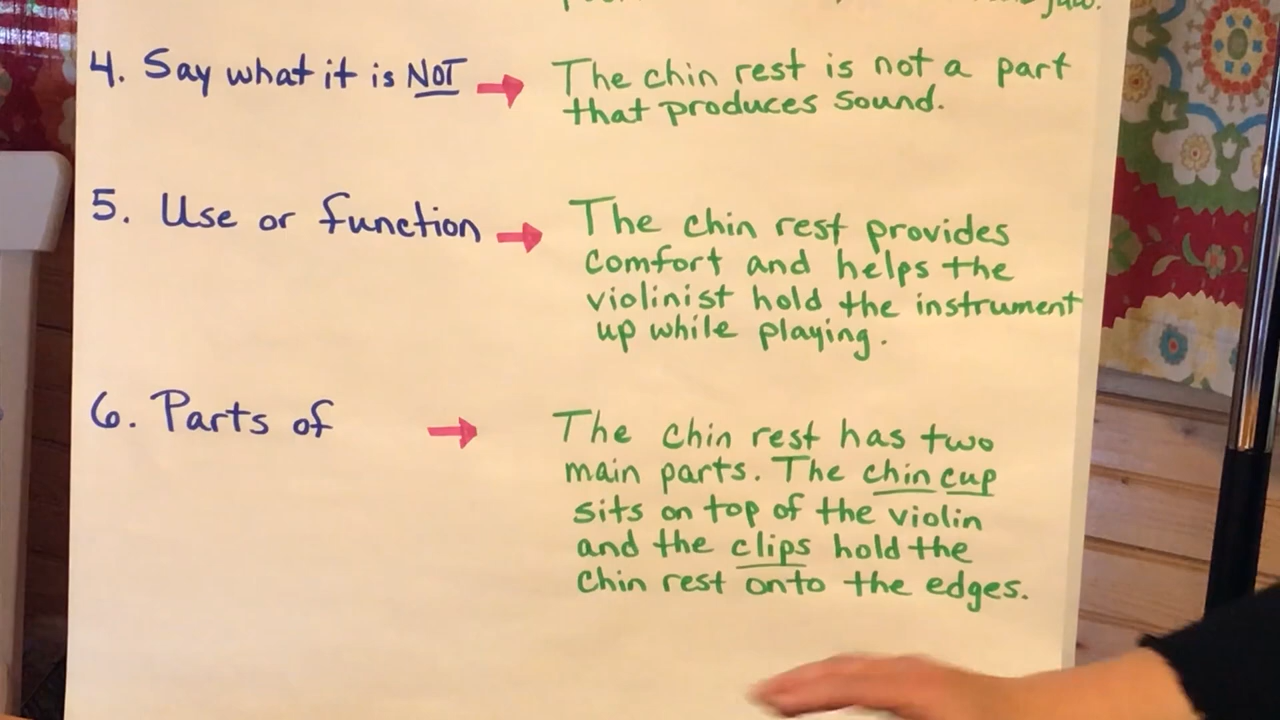 jaw.
4. Say what it is NOT → The chin rest is not a part
that produces sound.
5. Use or function → The chin rest provides
comfort and helps the
violinist hold the instrument
up while playing.
6. Parts of → The chin rest has two
main parts. The chin cup
sits on top of the violin
and the clips hold the
chin rest onto the edges.